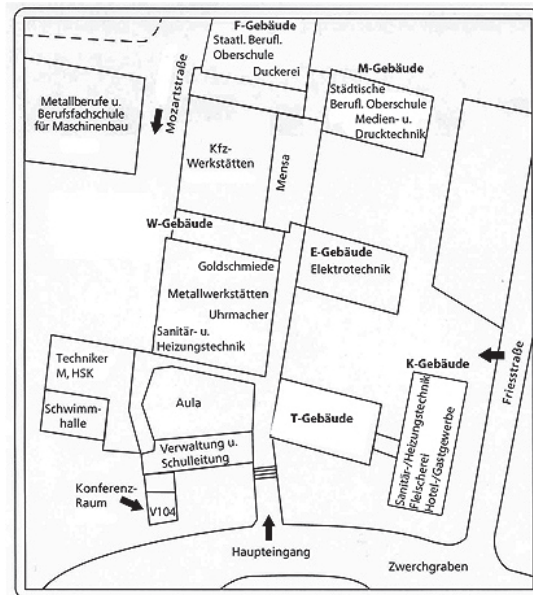 F-Gebäude
Staatl. Berufl.
Oberschule
Duckerei
M-Gebäude
Städtische
Berufl. Oberschule
Medien- u.
Drucktechnik
Metallberufe u.
Berufsfachschule
für Maschinenbau
Mozartstraße
Kfz-
Werkstätten
Mensa
W-Gebäude
E-Gebäude
Elektrotechnik
Goldschmiede
Metallwerkstätten
Uhrmacher
Sanitär- u.
Heizungstechnik
Techniker
M, HSK
Schwimm-
halle
Aula
T-Gebäude
K-Gebäude
Sanitär-/Heizungstechnik
Fleischerei
Hotel-/Gastgewerbe
Friesstraße
Verwaltung u.
Schulleitung
Konferenz-
Raum
V104
Haupteingang
Zwerchgraben